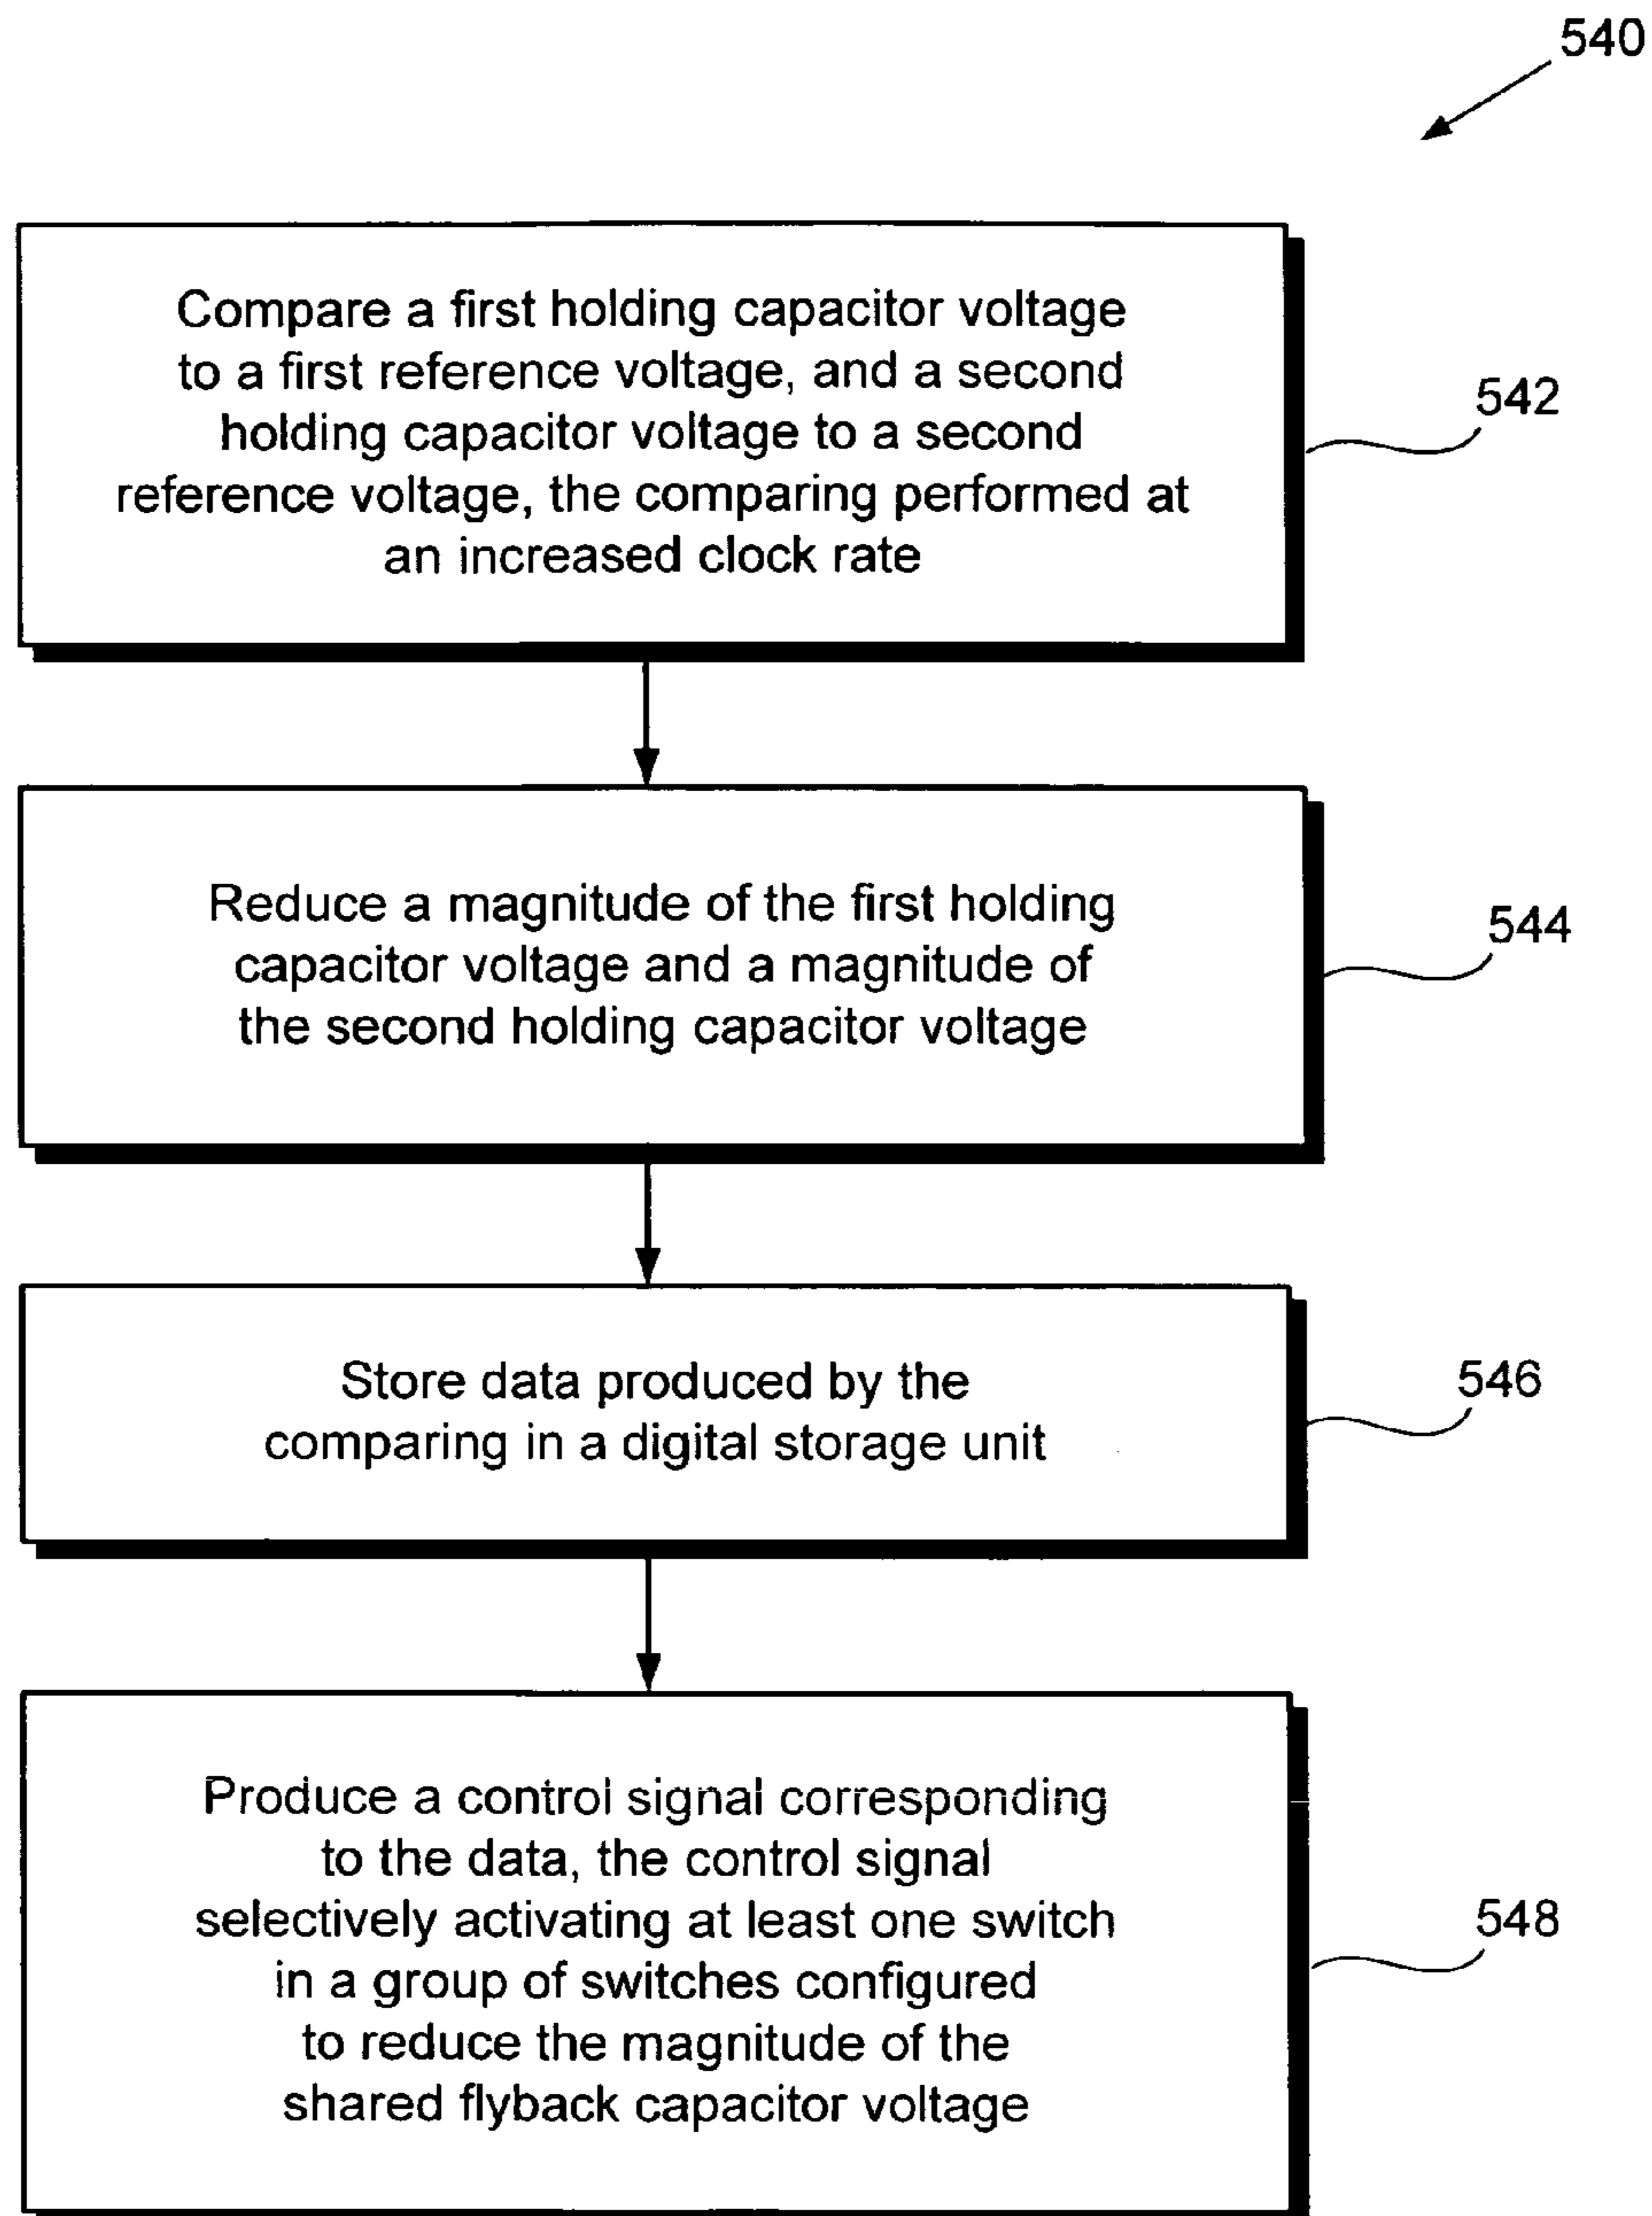 540
Compare a first holding capacitor voltage
to a first reference voltage, and a second
holding capacitor voltage to a second
reference voltage, the comparing performed at
an increased clock rate
542
Reduce a magnitude of the first holding
capacitor voltage and a magnitude of
the second holding capacitor voltage
544
Store data produced by the
comparing in a digital storage unit
546
Produce a control signal corresponding
to the data, the control signal
selectively activating at least one switch
in a group of switches configured
to reduce the magnitude of the
shared flyback capacitor voltage
548